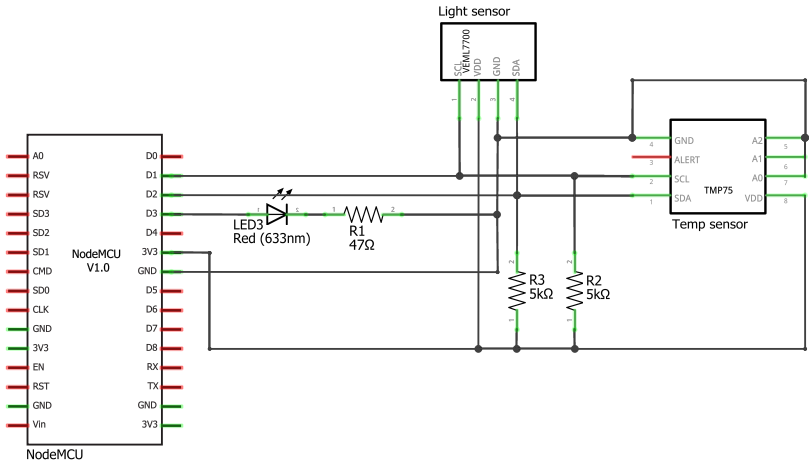 Light sensor
VEML7700
SCL
VDD
GND
SDA
1
2
3
4
A0
RSV
RSV
SD3
SD2
SD1
CMD
SD0
CLK
GND
3V3
EN
RST
GND
Vin
NodeMCU
V1.0
D0
D1
D2
D3
D4
3V3
GND
D5
D6
D7
D8
RX
TX
GND
3V3
NodeMCU
LED3
Red (633nm)
1
2
R1
47Ω
2
1
R3
5kΩ
2
1
R2
5kΩ
GND
ALERT
SCL
SDA
4
3
2
1
TMP75
A2
A1
A0
VDD
5
6
7
8
Temp sensor